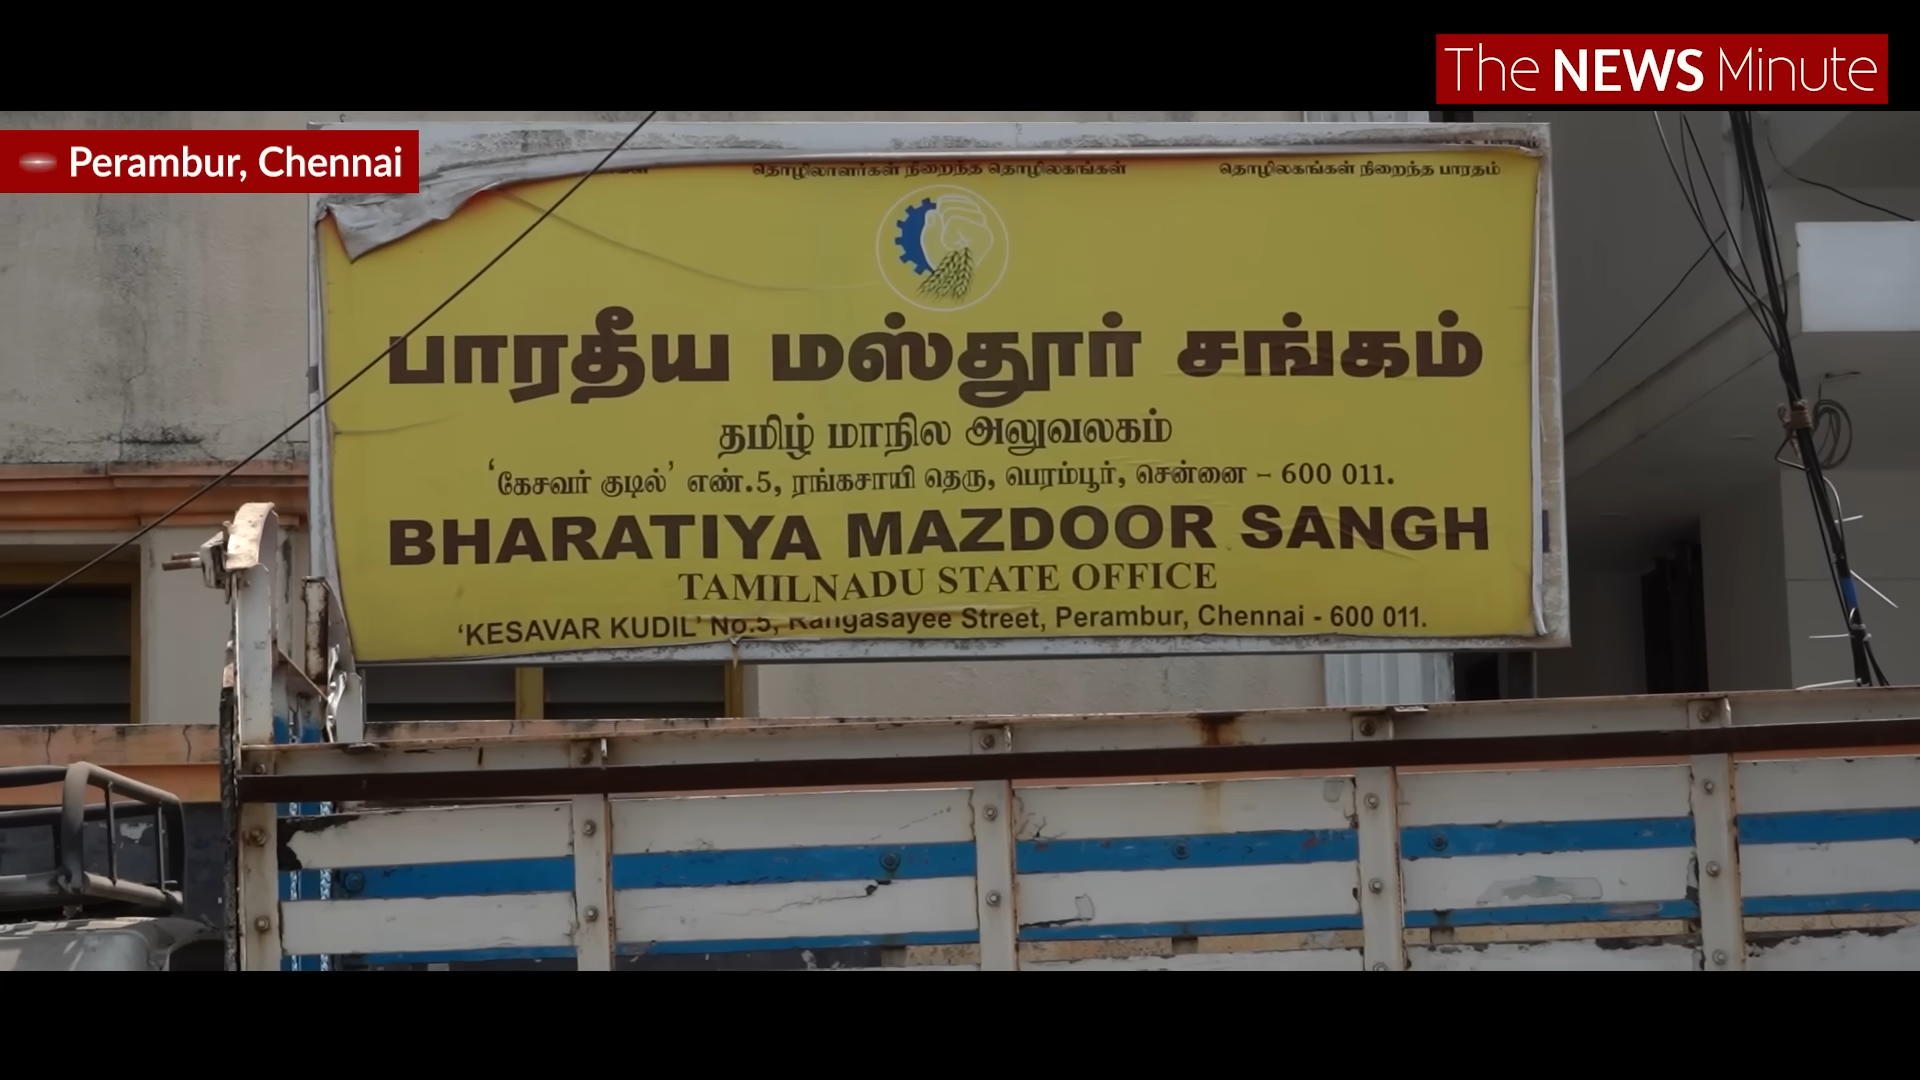 The NEWS Minute
Perambur, Chennai
தொழிலாளர்கள் நிறைந்த தொழிலகங்கள் தொழிலகங்கள் நிறைந்த பாரதம்
பாரதீய மஸ்தூர் சங்கம்
தமிழ் மாநில அலுவலகம்
'கேசவர் குடில்' எண்.5, ரங்கசாயி தெரு, பெரம்பூர், சென்னை - 600 011.
BHARATIYA MAZDOOR SANGH
TAMILNADU STATE OFFICE
'KESAVAR KUDIL' No.5, Rangasayee Street, Perambur, Chennai - 600 011.